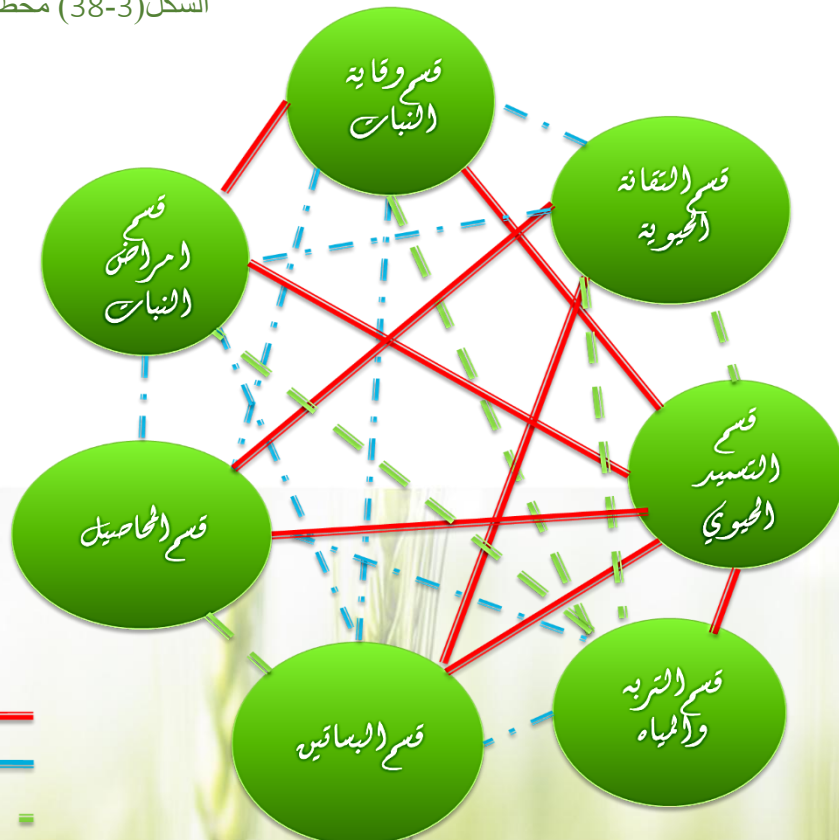 الشكل(3-38) مخط
قسم وقاية
النبات
قسم التقانة
الحيوية
قسم
امراض
النبات
قسم
التسميد
الحيوي
قسم المحاصيل
قسم التربه
والمياه
قسم البساتين